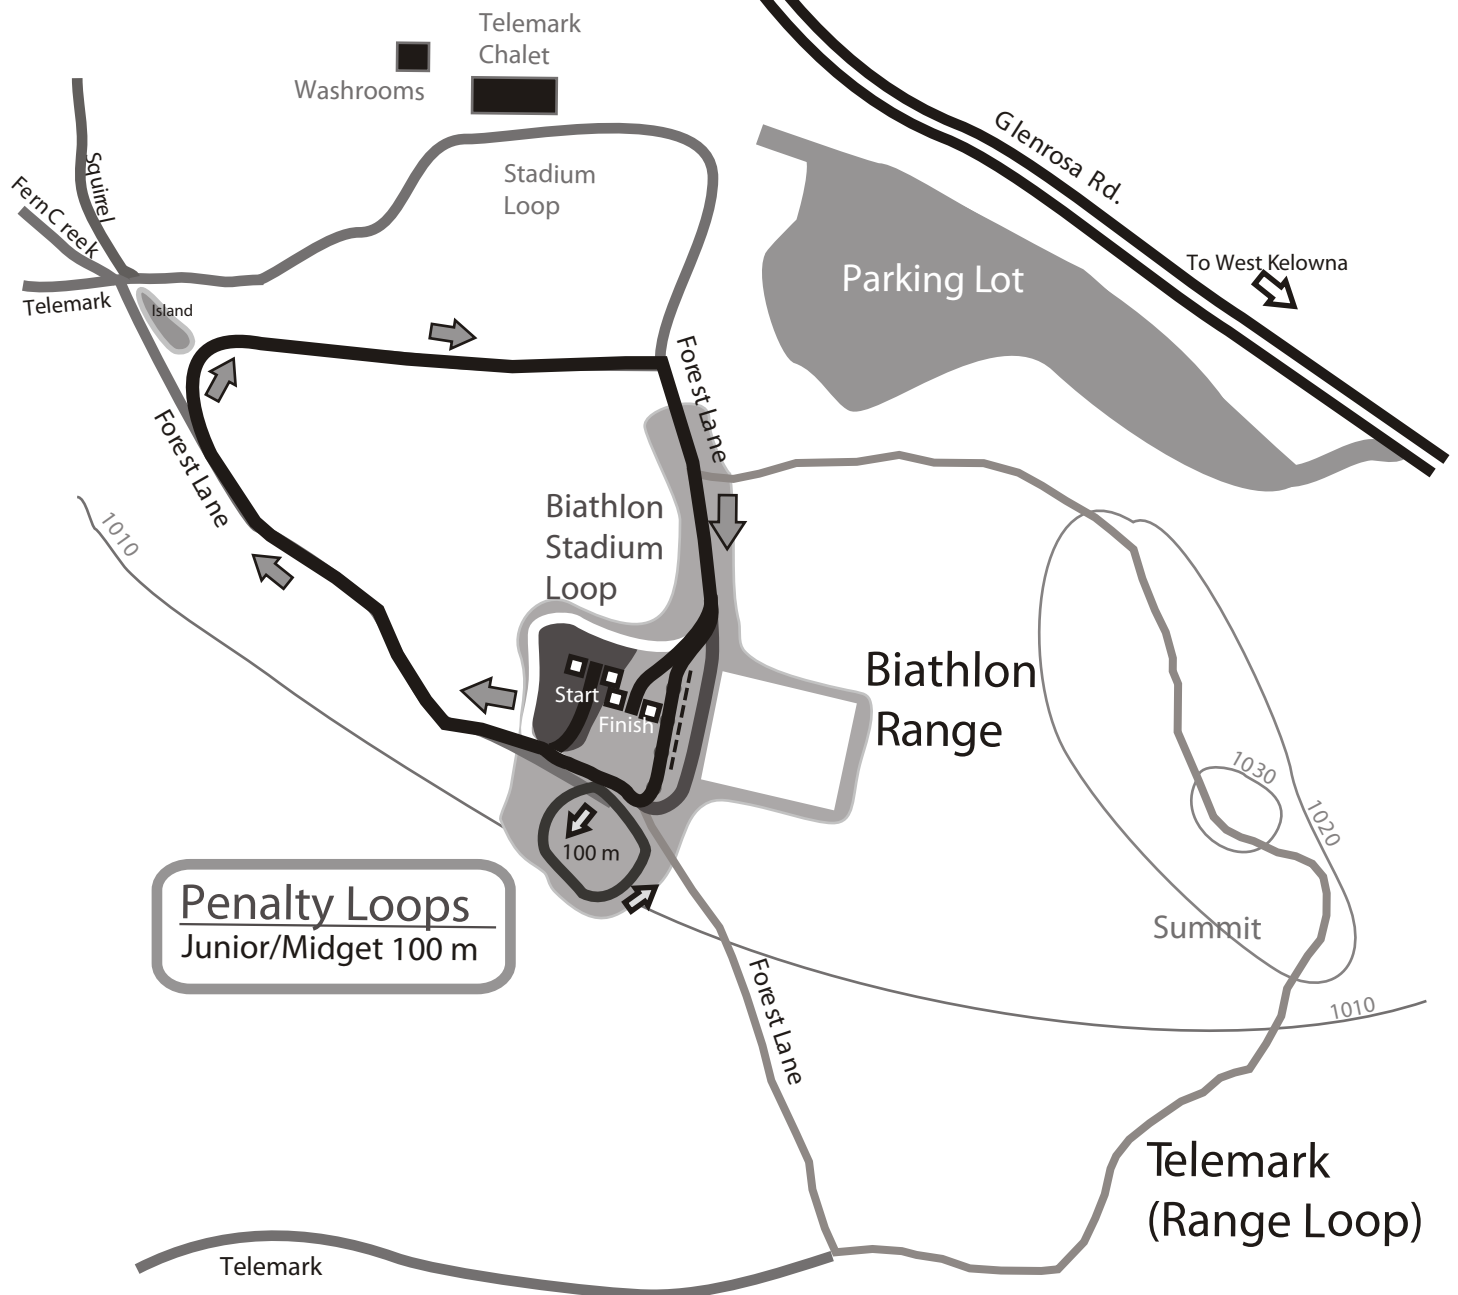 Telemark
Chalet
Washrooms
Glenrosa Rd.
Squirrel
Stadium
Loop
FernCreek
To West Kelowna
Parking Lot
Telemark
Island
Forest Lane
Forest Lane
Biathlon
Stadium
Loop
1010
Biathlon
Range
Start
Finish
1030
1020
100 m
Penalty Loops
Junior/Midget 100 m
Summit
Forest Lane
1010
Telemark
(Range Loop)
Telemark